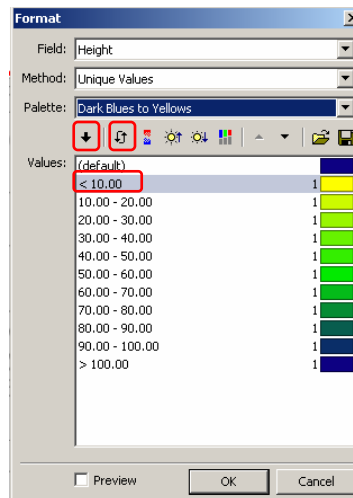 Format
Field: Height
Method: Unique Values
Palette: Dark Blues to Yellows
Values: (default)
< 10.00 1
10.00 - 20.00 1
20.00 - 30.00 1
30.00 - 40.00 1
40.00 - 50.00 1
50.00 - 60.00 1
60.00 - 70.00 1
70.00 - 80.00 1
80.00 - 90.00 1
90.00 - 100.00 1
> 100.00 1
Preview OK Cancel